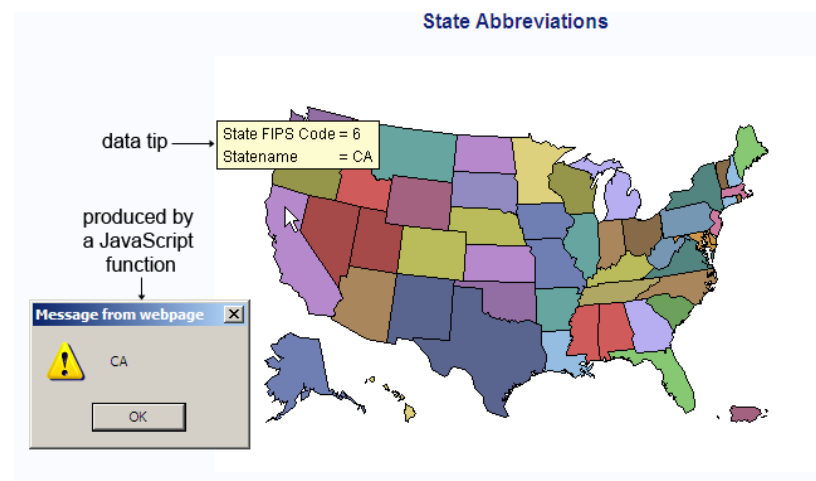 State Abbreviations
data tip
State FIPS Code = 6
Statename = CA
produced by
a JavaScript
function
Message from webpage
CA
OK